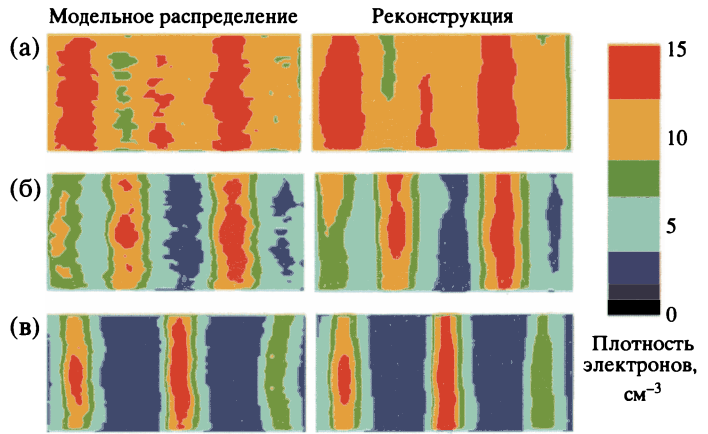 Модельное распределение
Реконструкция
(а)
(б)
(в)
15
10
5
0
Плотность
электронов,
см⁻³